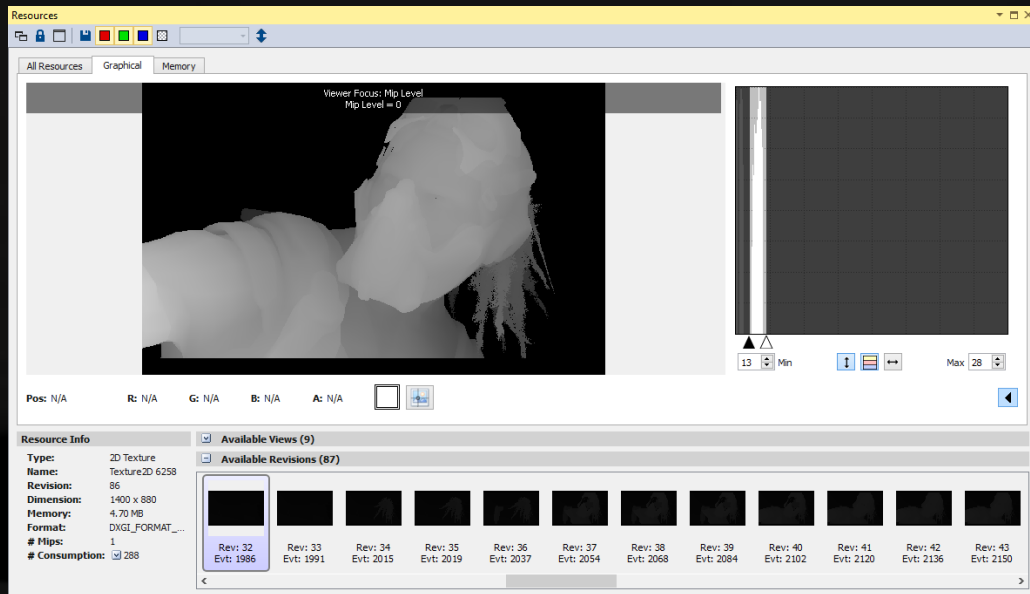 Resources
All Resources Graphical Memory
Viewer Focus: Mip Level
Mip Level = 0
13 Min Max 28
Pos: N/A R: N/A G: N/A B: N/A A: N/A
Resource Info
Type: 2D Texture
Name: Texture2D 6258
Revision: 86
Dimension: 1400 x 880
Memory: 4.70 MB
Format: DXGI_FORMAT_...
# Mips: 1
# Consumption: 288
Available Views (9)
Available Revisions (87)
Rev: 32 Rev: 33 Rev: 34 Rev: 35 Rev: 36 Rev: 37 Rev: 38 Rev: 39 Rev: 40 Rev: 41 Rev: 42 Rev: 43
Evt: 1986 Evt: 1991 Evt: 2015 Evt: 2019 Evt: 2037 Evt: 2054 Evt: 2068 Evt: 2084 Evt: 2102 Evt: 2120 Evt: 2136 Evt: 2150